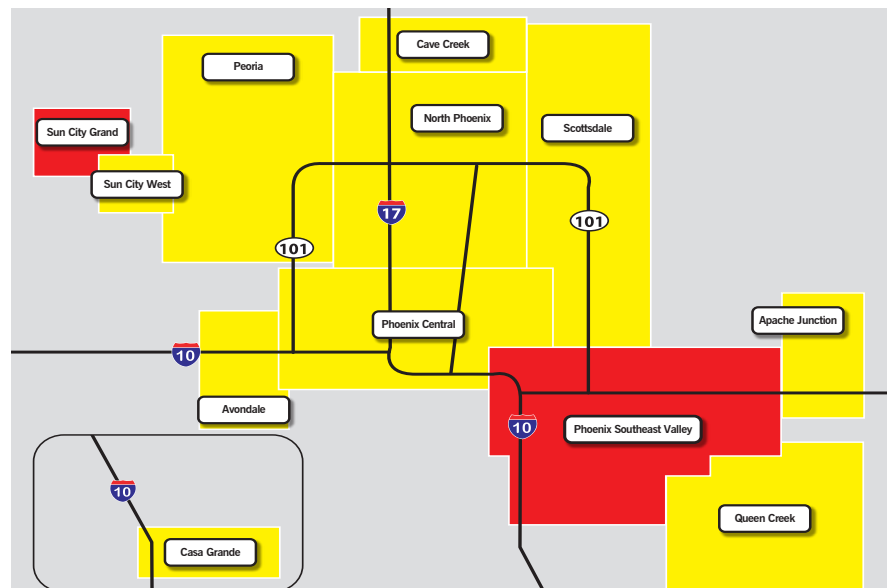 Cave Creek
Peoria
North Phoenix
Scottsdale
Sun City Grand
Sun City West
17
101
101
Phoenix Central
Apache Junction
10
Avondale
10
Phoenix Southeast Valley
10
Queen Creek
Casa Grande